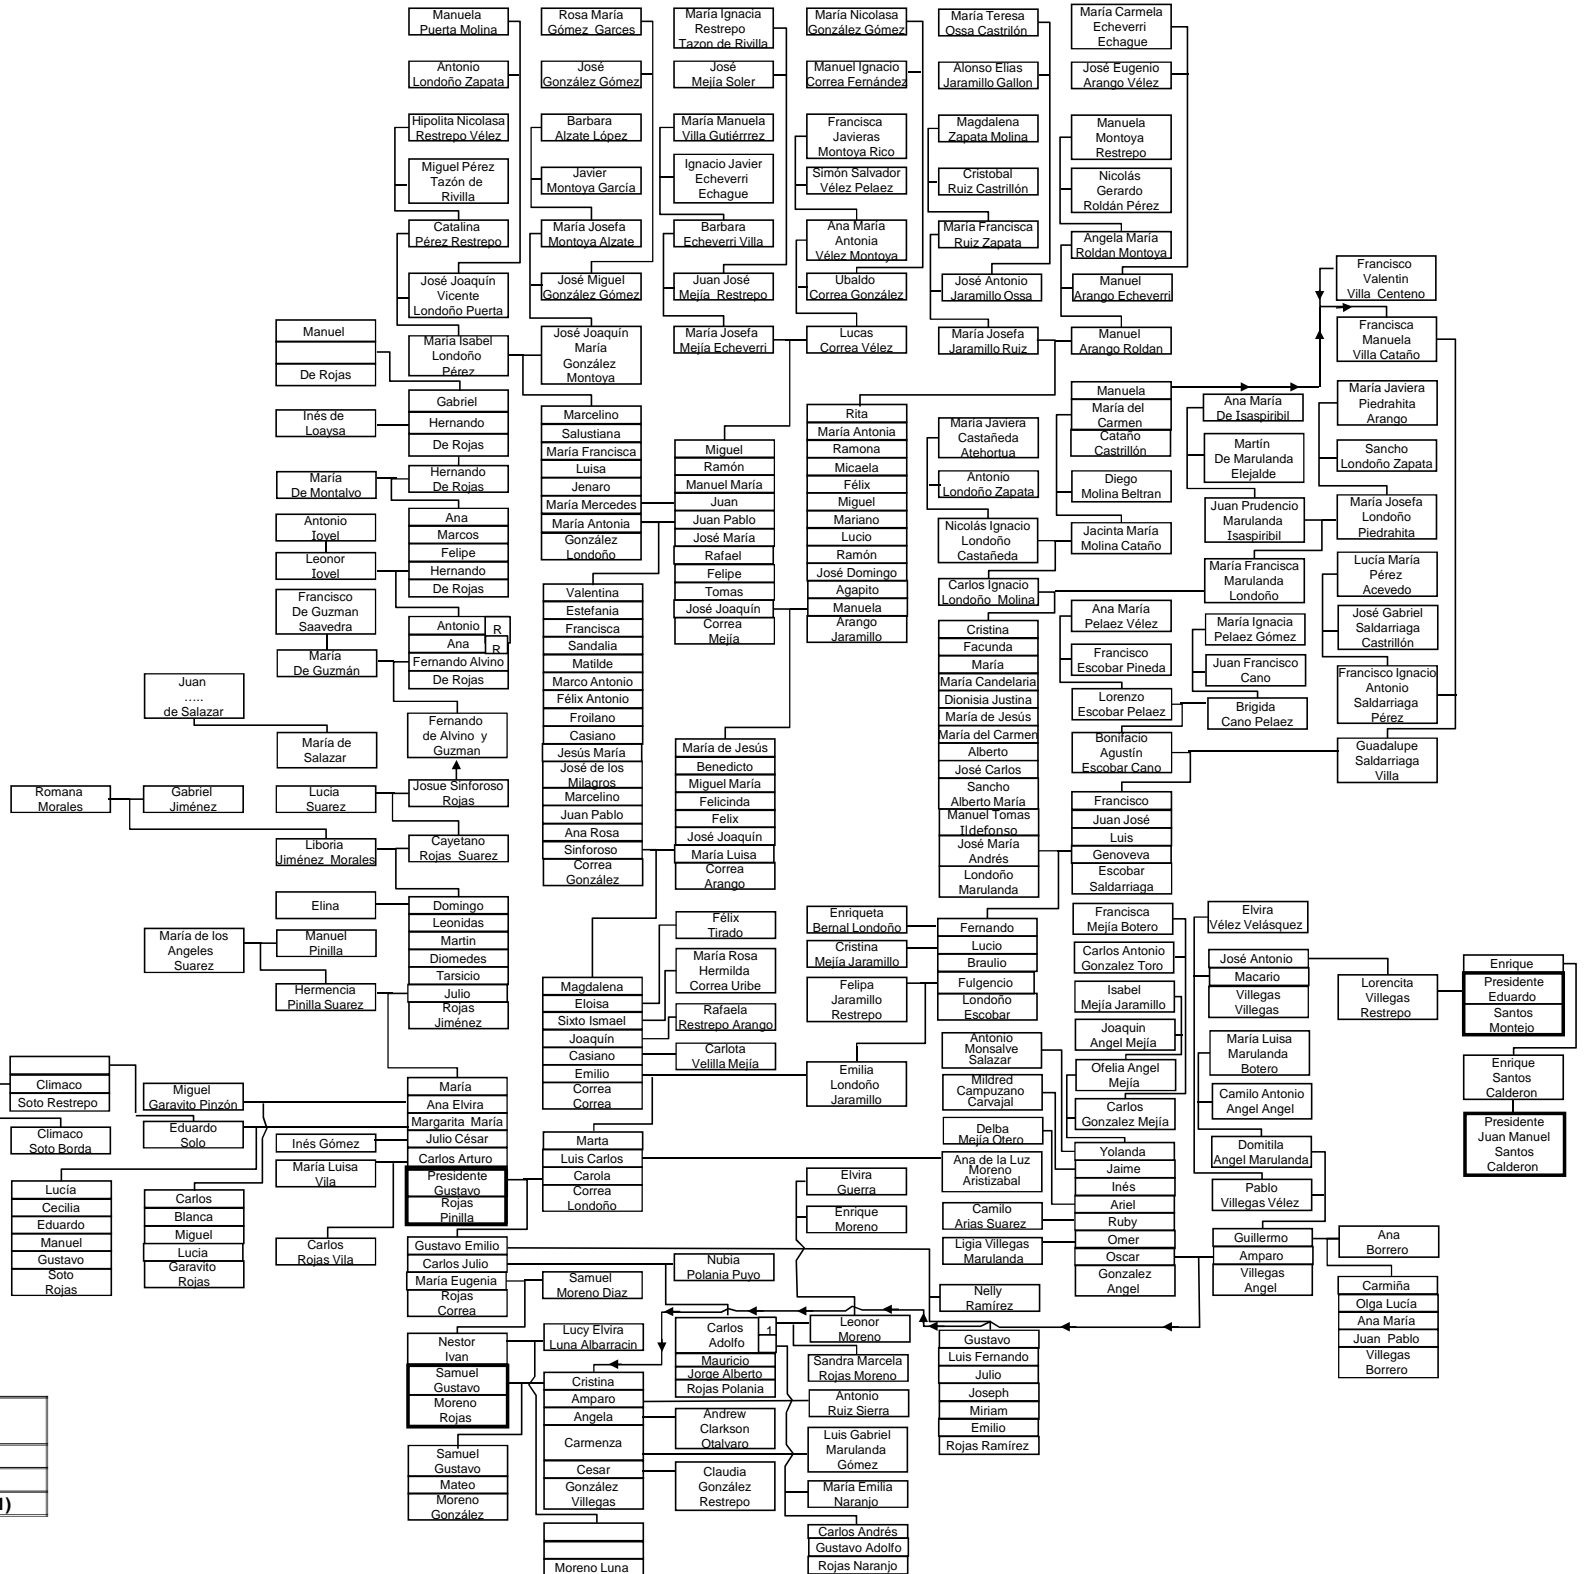 Manuela
Puerta Molina
Rosa María
Gómez  Garces
María Ignacia
Restrepo
Tazon de Rivilla
María Nicolasa
González Gómez
María Teresa
Ossa Castrilón
María Carmela
Echeverri
Echague
Antonio
Londoño Zapata
José
González Gómez
José
Mejía Soler
Manuel Ignacio
Correa Fernández
Alonso Elias
Jaramillo Gallon
José Eugenio
Arango Vélez
Hipolita Nicolasa
Restrepo Vélez
Barbara
Alzate López
María Manuela
Villa Gutiérrrez
Francisca
Javieras
Montoya Rico
Magdalena
Zapata Molina
Manuela
Montoya
Restrepo
Miguel Pérez
Tazón de
Rivilla
Javier
Montoya García
Ignacio Javier
Echeverri
Echague
Simón Salvador
Vélez Pelaez
Cristobal
Ruiz Castrillón
Nicolás
Gerardo
Roldán Pérez
Catalina
Pérez Restrepo
María Josefa
Montoya Alzate
Barbara
Echeverri Villa
Ana María
Antonia
Vélez Montoya
María Francisca
Ruiz Zapata
Angela María
Roldan Montoya
José Joaquín
Vicente
Londoño Puerta
José Miguel
González Gómez
Juan José
Mejía  Restrepo
Ubaldo
Correa González
José Antonio
Jaramillo Ossa
Manuel
Arango Echeverri
Francisco
Valentin
Villa  Centeno
María Isabel
Londoño
Pérez
José Joaquín
María
González
Montoya
María Josefa
Mejía Echeverri
Lucas
Correa Vélez
María Josefa
Jaramillo Ruiz
Manuel
Arango Roldan
Francisca
Manuela
Villa Cataño
Manuel
De Rojas
Gabriel
Hernando
De Rojas
Inés de
Loaysa
Hernando
De Rojas
María
De Montalvo
Ana
Marcos
Felipe
Hernando
De Rojas
Antonio
Iovel
Leonor
Iovel
Francisco
De Guzman
Saavedra
Antonio
R
Ana
R
Fernando Alvino
De Rojas
María
De Guzmán
Juan
.....
de Salazar
María de
Salazar
Fernando
de Alvino  y
Guzman
Josue Sinforoso
Rojas
Romana
Morales
Gabriel
Jiménez
Lucia
Suarez
Liboria
Jiménez  Morales
Cayetano
Rojas  Suarez
Marcelino
Salustiana
María Francisca
Luisa
Jenaro
María Mercedes
María Antonia
González
Londoño
Miguel
Ramón
Manuel María
Juan
Juan Pablo
José María
Rafael
Felipe
Tomas
José Joaquín
Correa
Mejía
Rita
María Antonia
Ramona
Micaela
Félix
Miguel
Mariano
Lucio
Ramón
José Domingo
Agapito
Manuela
Arango
Jaramillo
María Javiera
Castañeda
Atehortua
Antonio
Londoño Zapata
Nicolás Ignacio
Londoño
Castañeda
Carlos Ignacio
Londoño  Molina
Manuela
María del
Carmen
Cataño
Castrillón
Diego
Molina Beltran
Jacinta María
Molina Cataño
Ana María
De Isaspiribil
Martín
De Marulanda
Elejalde
Juan Prudencio
Marulanda
Isaspiribil
María Francisca
Marulanda
Londoño
María Javiera
Piedrahita
Arango
Sancho
Londoño Zapata
María Josefa
Londoño
Piedrahita
Lucía María
Pérez
Acevedo
José Gabriel
Saldarriaga
Castrillón
Francisco Ignacio
Antonio
Saldarriaga
Pérez
Guadalupe
Saldarriaga
Villa
Ana María
Pelaez Vélez
Francisco
Escobar Pineda
Lorenzo
Escobar Pelaez
Bonifacio
Agustín
Escobar Cano
María Ignacia
Pelaez Gómez
Juan Francisco
Cano
Brigida
Cano Pelaez
Valentina
Estefania
Francisca
Sandalia
Matilde
Marco Antonio
Félix Antonio
Froilano
Casiano
Jesús María
José de los
Milagros
Marcelino
Juan Pablo
Ana Rosa
Sinforoso
Correa
González
María de Jesús
Benedicto
Miguel María
Felicinda
Felix
José Joaquín
María Luisa
Correa
Arango
Cristina
Facunda
María
María Candelaria
Dionisia Justina
María de Jesús
María del Carmen
Alberto
José Carlos
Sancho
Alberto María
Manuel Tomas
Ildefonso
José María
Andrés
Londoño
Marulanda
Francisco
Juan José
Luis
Genoveva
Escobar
Saldarriaga
Elina
Domingo
Leonidas
Martin
Diomedes
Tarsicio
Julio
Rojas
Jiménez
María de los
Angeles
Suarez
Manuel
Pinilla
Hermencia
Pinilla Suarez
Magdalena
Eloisa
Sixto Ismael
Joaquín
Casiano
Emilio
Correa
Correa
Félix
Tirado
María Rosa
Hermilda
Correa Uribe
Rafaela
Restrepo Arango
Carlota
Velilla Mejía
Enriqueta
Bernal Londoño
Cristina
Mejía Jaramillo
Felipa
Jaramillo
Restrepo
Emilia
Londoño
Jaramillo
Fernando
Lucio
Braulio
Fulgencio
Londoño
Escobar
Francisca
Mejía Botero
Carlos Antonio
Gonzalez Toro
Isabel
Mejía Jaramillo
Joaquin
Angel Mejía
Ofelia Angel
Mejía
Carlos
Gonzalez Mejía
Elvira
Vélez Velásquez
José Antonio
Macario
Villegas
Villegas
María Luisa
Marulanda
Botero
Camilo Antonio
Angel Angel
Domitila
Angel Marulanda
Pablo
Villegas Vélez
Lorencita
Villegas
Restrepo
Enrique
Presidente
Eduardo
Santos
Montejo
Enrique
Santos
Calderon
Presidente
Juan Manuel
Santos
Calderon
Climaco
Soto Restrepo
Climaco
Soto Borda
Miguel
Garavito Pinzón
Eduardo
Solo
Inés Gómez
María Luisa
Vila
María
Ana Elvira
Margarita  María
Julio César
Carlos Arturo
Presidente
Gustavo
Rojas
Pinilla
Marta
Luis Carlos
Carola
Correa
Londoño
Antonio
Monsalve
Salazar
Mildred
Campuzano
Carvajal
Delba
Mejía Otero
Ana de la Luz
Moreno
Aristizabal
Camilo
Arias Suarez
Ligia Villegas
Marulanda
Yolanda
Jaime
Inés
Ariel
Ruby
Omer
Oscar
Gonzalez
Angel
Guillermo
Amparo
Villegas
Angel
Ana
Borrero
Carmiña
Olga Lucía
Ana María
Juan  Pablo
Villegas
Borrero
Lucía
Cecilia
Eduardo
Manuel
Gustavo
Soto
Rojas
Carlos
Blanca
Miguel
Lucia
Garavito
Rojas
Carlos
Rojas Vila
Gustavo Emilio
Carlos Julio
María Eugenia
Rojas
Correa
Samuel
Moreno Diaz
Nubia
Polania Puyo
Elvira
Guerra
Enrique
Moreno
Leonor
Moreno
Nelly
Ramírez
Nestor
Ivan
Samuel
Gustavo
Moreno
Rojas
Lucy Elvira
Luna Albarracin
Carlos
Adolfo
1
Mauricio
Jorge Alberto
Rojas Polania
Sandra Marcela
Rojas Moreno
Gustavo
Luis Fernando
Julio
Joseph
Miriam
Emilio
Rojas Ramírez
Cristina
Amparo
Angela
Carmenza
Cesar
González
Villegas
Andrew
Clarkson
Otalvaro
Claudia
González
Restrepo
Antonio
Ruiz Sierra
Luis Gabriel
Marulanda
Gómez
María Emilia
Naranjo
Carlos Andrés
Gustavo Adolfo
Rojas Naranjo
Samuel
Gustavo
Mateo
Moreno
González
Moreno Luna